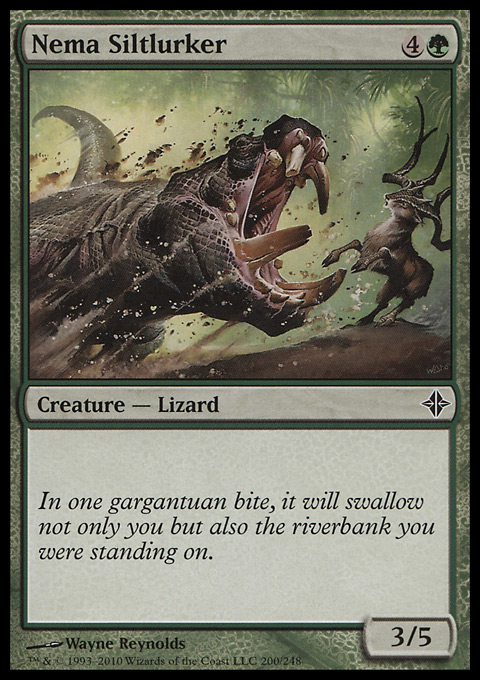 Nema Siltlurker 4
Creature — Lizard
In one gargantuan bite, it will swallow
not only you but also the riverbank you
were standing on.
3/5
Wayne Reynolds
™ & © 1993–2010 Wizards of the Coast LLC 200/248